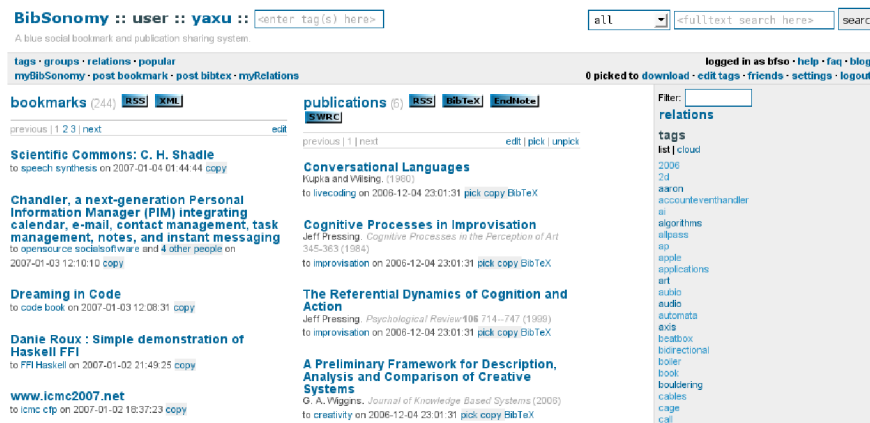 BibSonomy :: user :: yaxu :: <enter tag(s) here>
all <fulltext search here> searc
A blue social bookmark and publication sharing system.
tags · groups · relations · popular
logged in as bfso · help · faq · blog
myBibSonomy · post bookmark · post bibtex · myRelations
0 picked to download · edit tags · friends · settings · logout
bookmarks (244) RSS XML
previous | 1 2 3 | next edit
Scientific Commons: C. H. Shadle
to speech synthesis on 2007-01-04 01:44:44 copy
Chandler, a next-generation Personal
Information Manager (PIM) integrating
calendar, e-mail, contact management, task
management, notes, and instant messaging
to opensource socialsoftware and 4 other people on
2007-01-03 12:10:10 copy
Dreaming in Code
to code book on 2007-01-03 12:08:31 copy
Danie Roux : Simple demonstration of
Haskell FFI
to FFI Haskell on 2007-01-02 21:49:25 copy
www.icmc2007.net
to icmc cfp on 2007-01-02 18:37:23 copy
publications (6) RSS BibTeX EndNote
SWRC
previous | 1 | next edit | pick | unpick
Conversational Languages
Kupka and Wilsing. (1980)
to livecoding on 2006-12-04 23:01:31 pick copy BibTeX
Cognitive Processes in Improvisation
Jeff Pressing. Cognitive Processes in the Perception of Art
345-363 (1984)
to improvisation on 2006-12-04 23:01:31 pick copy BibTeX
The Referential Dynamics of Cognition and
Action
Jeff Pressing. Psychological Review 106 714--747 (1999)
to improvisation on 2006-12-04 23:01:31 pick copy BibTeX
A Preliminary Framework for Description,
Analysis and Comparison of Creative
Systems
G. A. Wiggins. Journal of Knowledge Based Systems (2006)
to creativity on 2006-12-04 23:01:31 pick copy BibTeX
Filter:
relations
tags
list | cloud
2006
2d
aaron
accounteventhandler
ai
algorithms
allpass
ap
apple
applications
art
aubio
audio
automata
axis
beatbox
bidirectional
boiler
book
bouldering
cables
cage
call